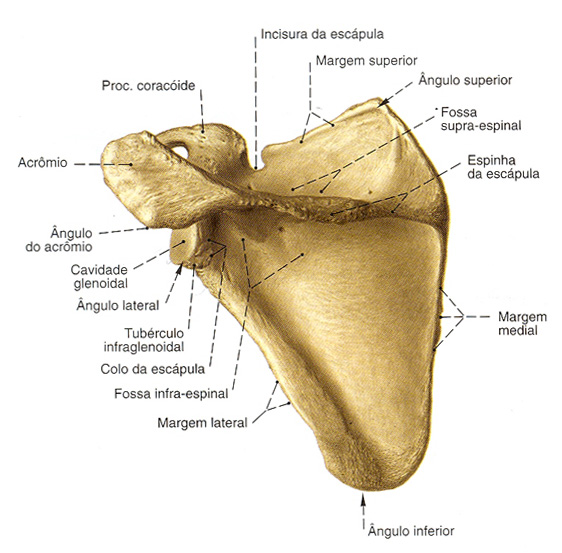 Incisura da escápula
Margem superior
Ângulo superior
Proc. coracóide
Fossa
supra-espinal
Acrômio
Espinha
da escápula
Ângulo
do acrômio
Cavidade
glenoidal
Ângulo lateral
Margem
medial
Tubérculo
infraglenoidal
Colo da escápula
Fossa infra-espinal
Margem lateral
Ângulo inferior